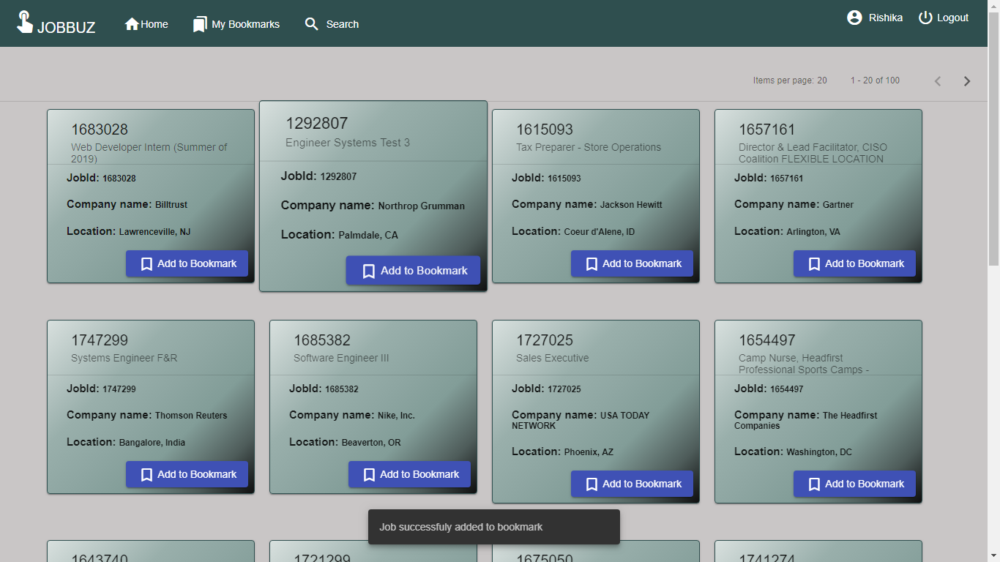 JOBBUZ
Home
My Bookmarks
Search
Rishika
Logout
Items per page: 20
1 - 20 of 100
1683028
Web Developer Intern (Summer of
2019)
JobId: 1683028
Company name: Billtrust
Location: Lawrenceville, NJ
Add to Bookmark
1292807
Engineer Systems Test 3
JobId: 1292807
Company name: Northrop Grumman
Location: Palmdale, CA
Add to Bookmark
1615093
Tax Preparer - Store Operations
JobId: 1615093
Company name: Jackson Hewitt
Location: Coeur d'Alene, ID
Add to Bookmark
1657161
Director & Lead Facilitator, CISO
Coalition FLEXIBLE LOCATION
JobId: 1657161
Company name: Gartner
Location: Arlington, VA
Add to Bookmark
1747299
Systems Engineer F&R
JobId: 1747299
Company name: Thomson Reuters
Location: Bangalore, India
Add to Bookmark
1685382
Software Engineer III
JobId: 1685382
Company name: Nike, Inc.
Location: Beaverton, OR
Add to Bookmark
1727025
Sales Executive
JobId: 1727025
Company name: USA TODAY
NETWORK
Location: Phoenix, AZ
Add to Bookmark
1654497
Camp Nurse, Headfirst
Professional Sports Camps -
JobId: 1654497
Company name: The Headfirst
Companies
Location: Washington, DC
Add to Bookmark
Job successfuly added to bookmark
1643740
1721299
1675050
1741274